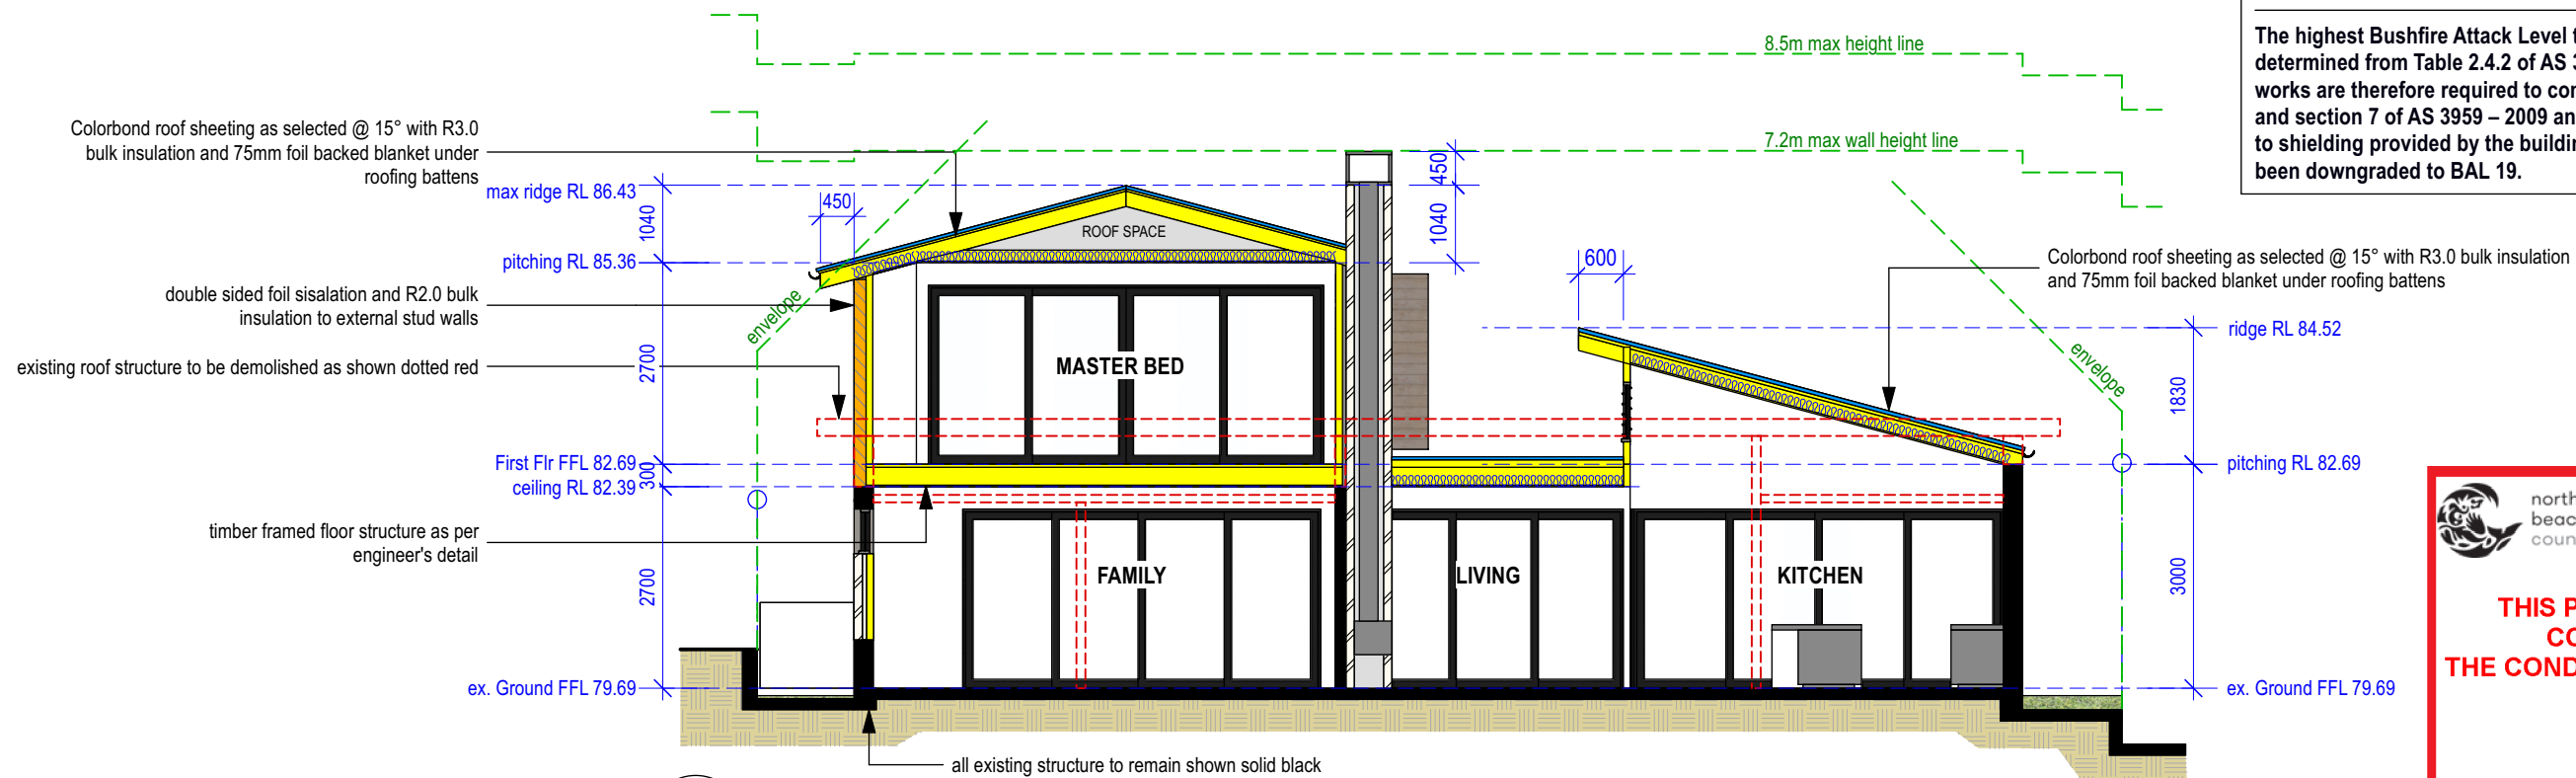 8.5m max height line
7.2m max wall height line
The highest Bushfire Attack Level
determined from Table 2.4.2 of AS
works are therefore required to
and section 7 of AS 3959 – 2009
to shielding provided by the
been downgraded to BAL 19.
Colorbond roof sheeting as selected @ 15° with R3.0
bulk insulation and 75mm foil backed blanket under
roofing battens
max ridge RL 86.43
pitching RL 85.36
double sided foil sisalation and R2.0 bulk
insulation to external stud walls
existing roof structure to be demolished as shown dotted red
First Flr FFL 82.69
ceiling RL 82.39
timber framed floor structure as per
engineer's detail
ex. Ground FFL 79.69
1040
2700
300
2700
450
envelope
ROOF SPACE
MASTER BED
FAMILY
LIVING
KITCHEN
450
1040
600
envelope
Colorbond roof sheeting as selected @ 15° with R3.0 bulk insulation
and 75mm foil backed blanket under roofing battens
ridge RL 84.52
1830
pitching RL 82.69
3000
ex. Ground FFL 79.69
all existing structure to remain shown solid black
THIS
THE